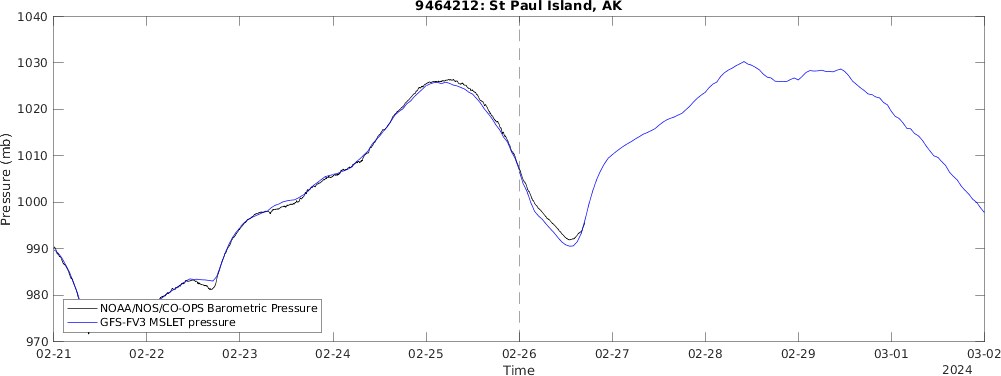 9464212: St Paul Island, AK
1040
1030
1020
1010
1000
990
980
970
Pressure (mb)
NOAA/NOS/CO-OPS Barometric Pressure
GFS-FV3 MSLET pressure
02-21 02-22 02-23 02-24 02-25 02-26 02-27 02-28 02-29 03-01 03-02
Time
2024